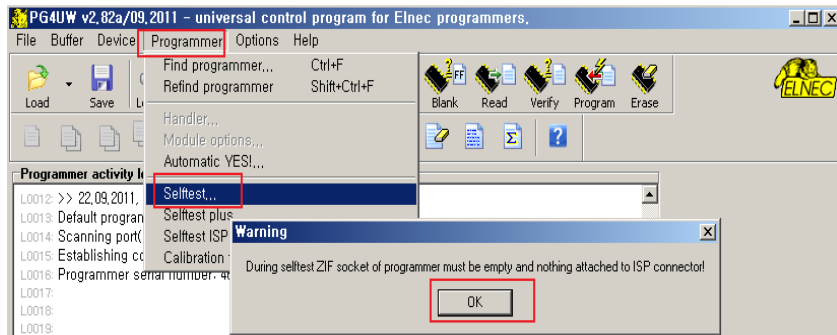 PG4UW v2,82a/09,2011 - universal control program for Elnec programmers,
File Buffer Device Programmer Options Help
Find programmer,,, Ctrl+F
Refind programmer Shift+Ctrl+F
Handler,,,
Module options,,,
Automatic YES!,,,
Selftest,,,
Selftest plus
Selftest ISP
Calibration
Load Save
Blank Read Verify Program Erase
ELNEC
Programmer activity
L0012: >> 22,09,2011,
L0013: Default
L0014: Scanning
L0015: Establishing
L0016: Programmer serial number:
L0017:
L0018:
L0019:
Warning
During selftest ZIF socket of programmer must be empty and nothing attached to ISP connector!
OK